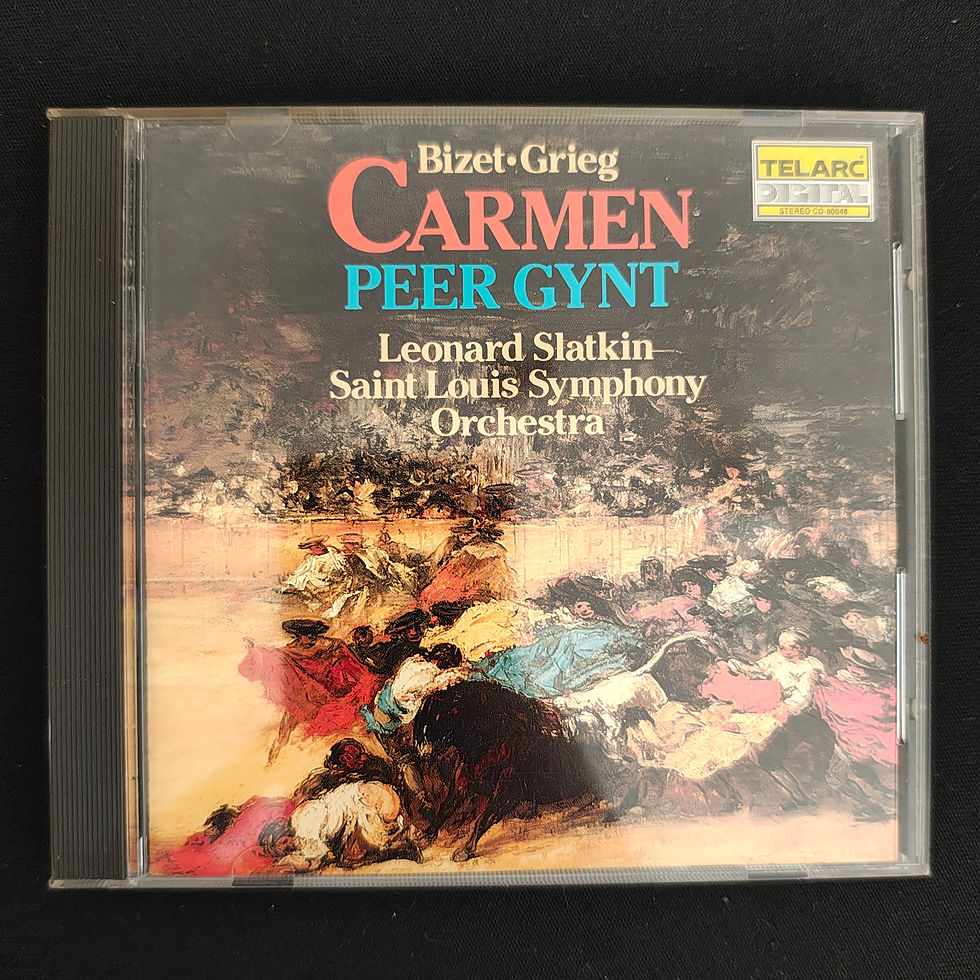 Bizet•Grieg
CARMEN
PEER GYNT
Leonard Slatkin
Saint Louis Symphony
Orchestra
TELARC
DIGITAL
STEREO CD-80048